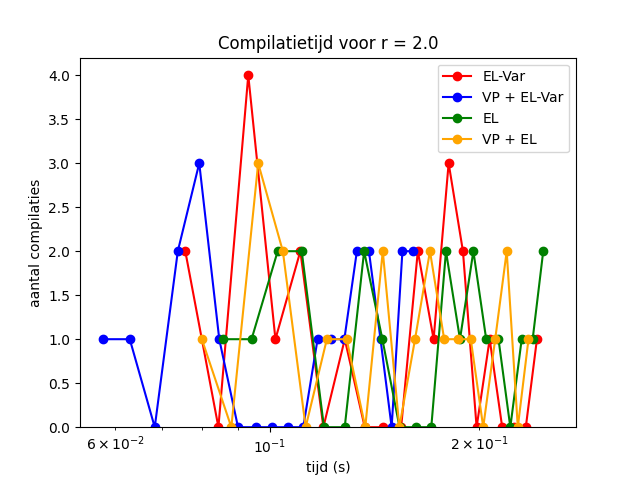 Compilatietijd voor r = 2.0
EL-Var
VP + EL-Var
EL
VP + EL
aantal compilaties
4.0
3.5
3.0
2.5
2.0
1.5
1.0
0.5
0.0
6 × 10⁻² 10⁻¹ 2 × 10⁻¹
tijd (s)